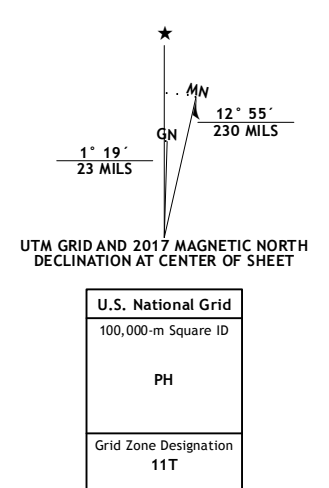 ★
MN
12° 55´
230 MILS
GN
1° 19´
23 MILS
UTM GRID AND 2017 MAGNETIC NORTH
DECLINATION AT CENTER OF SHEET
U.S. National Grid
100,000-m Square ID
PH
Grid Zone Designation
11T